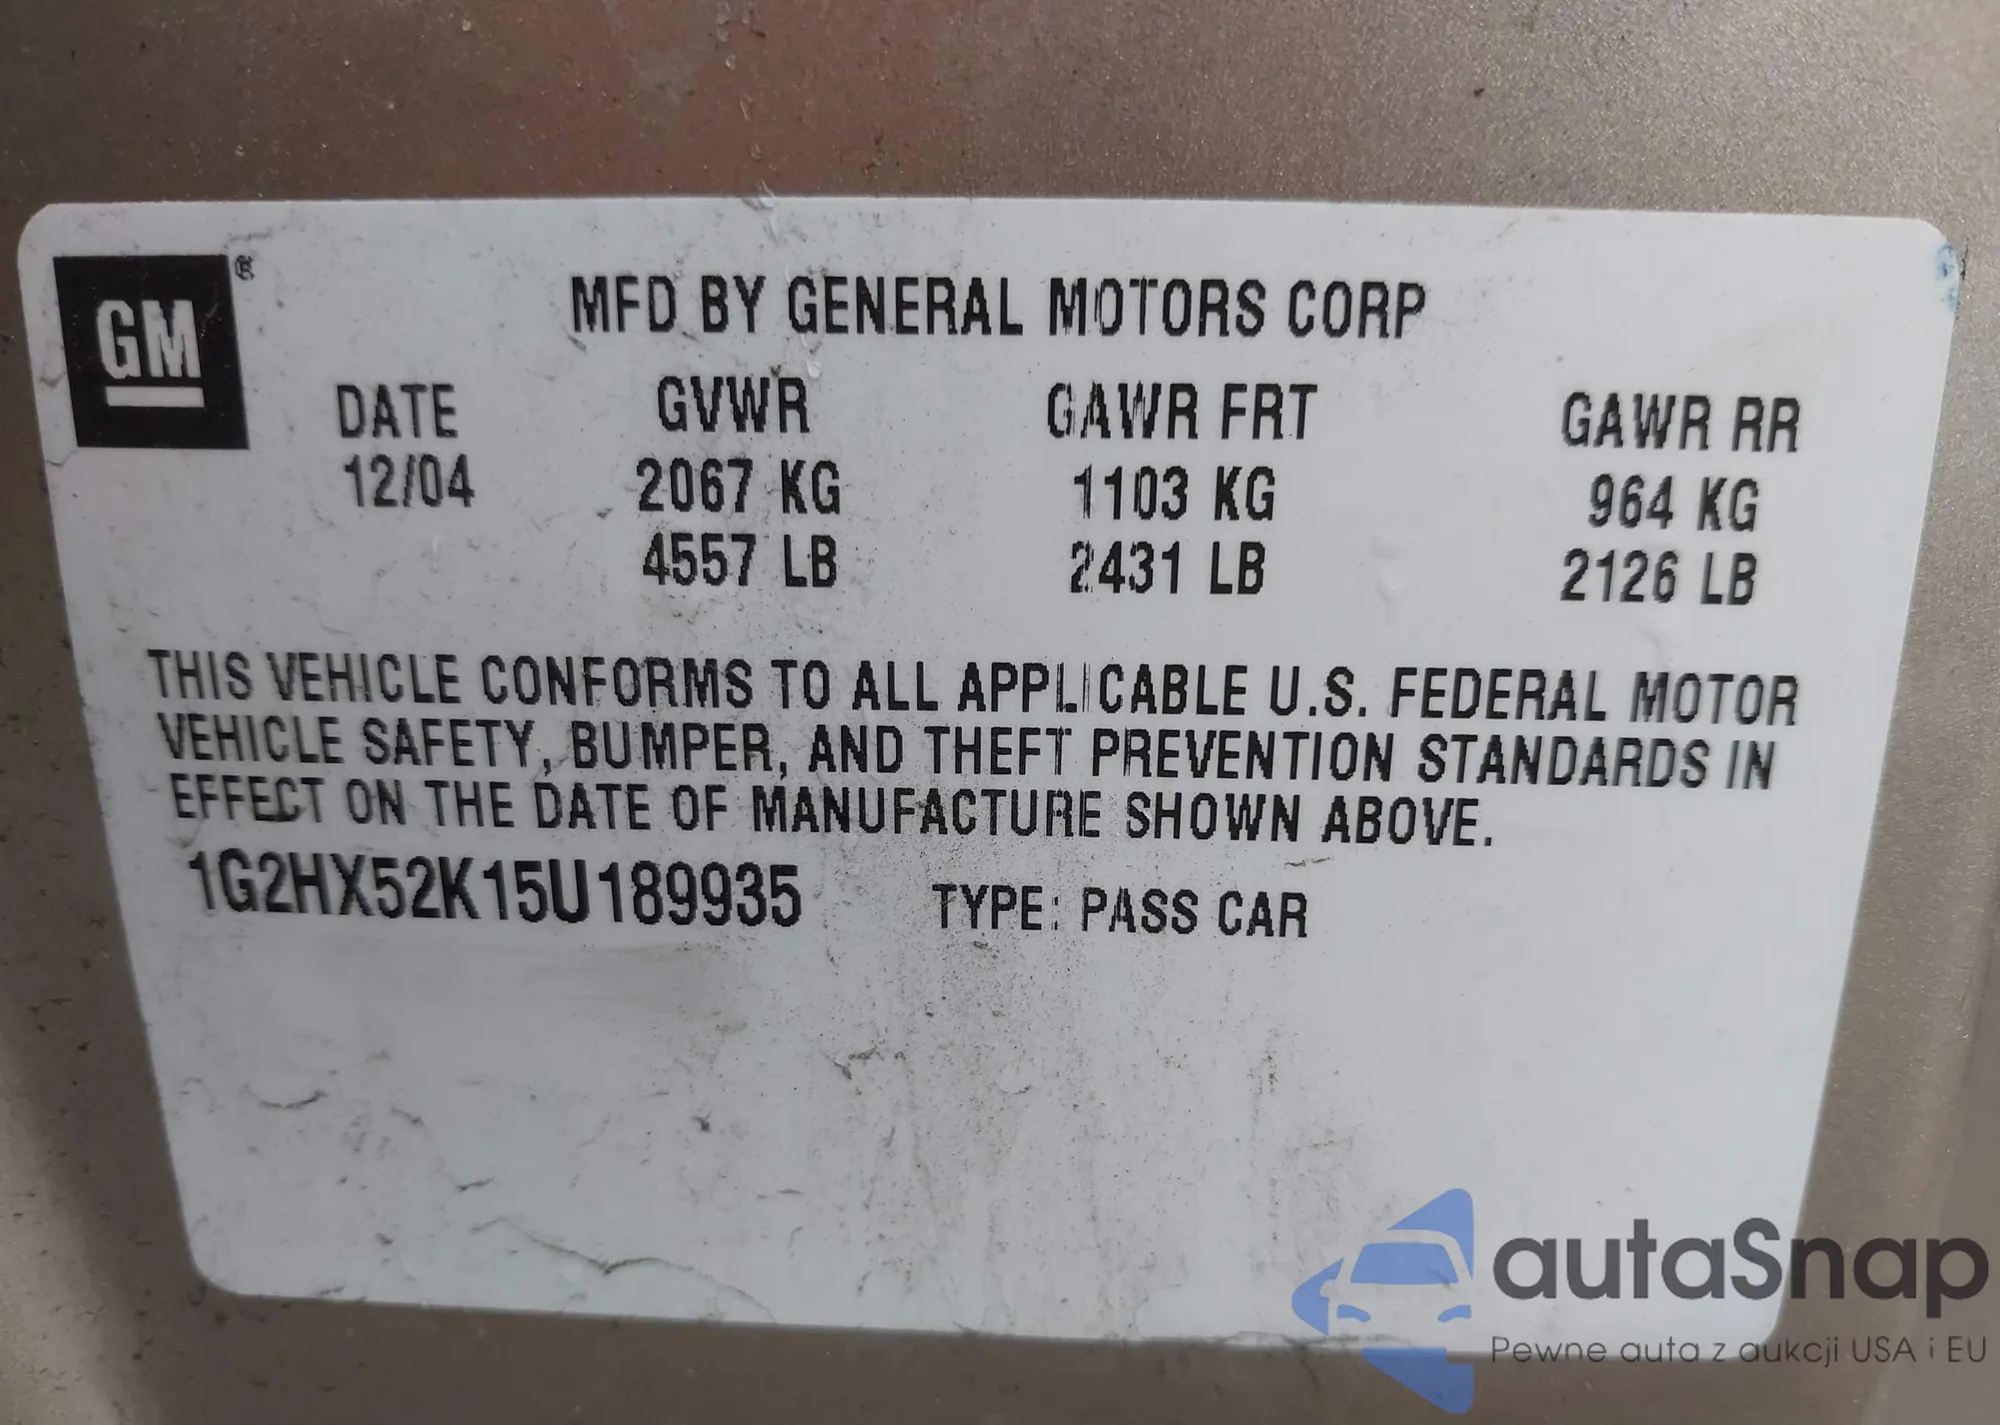 GM ®
MFD BY GENERAL MOTORS CORP
DATE GVWR GAWR FRT GAWR RR
12/04 2067 KG 1103 KG 964 KG
4557 LB 2431 LB 2126 LB
THIS VEHICLE CONFORMS TO ALL APPLICABLE U.S. FEDERAL MOTOR
VEHICLE SAFETY, BUMPER, AND THEFT PREVENTION STANDARDS IN
EFFECT ON THE DATE OF MANUFACTURE SHOWN ABOVE.
1G2HX52K15U189935 TYPE: PASS CAR
autaSnap
Pewne auta z aukcji USA i EU